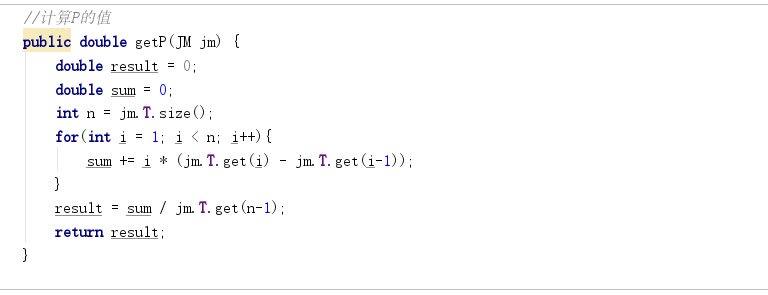 //计算P的值
public double getP(JM jm) {
    double result = 0;
    double sum = 0;
    int n = jm.T.size();
    for(int i = 1; i < n; i++){
        sum += i * (jm.T.get(i) - jm.T.get(i-1));
    }
    result = sum / jm.T.get(n-1);
    return result;
}